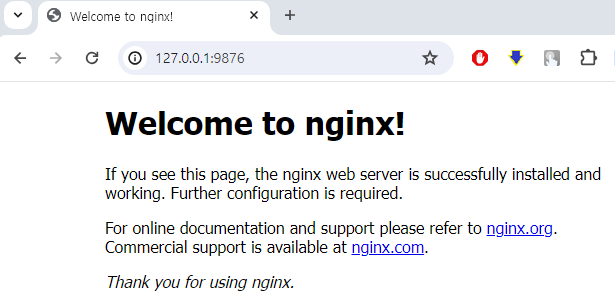 Welcome to nginx!
127.0.0.1:9876
Welcome to nginx!
If you see this page, the nginx web server is successfully installed and
working. Further configuration is required.
For online documentation and support please refer to nginx.org.
Commercial support is available at nginx.com.
Thank you for using nginx.